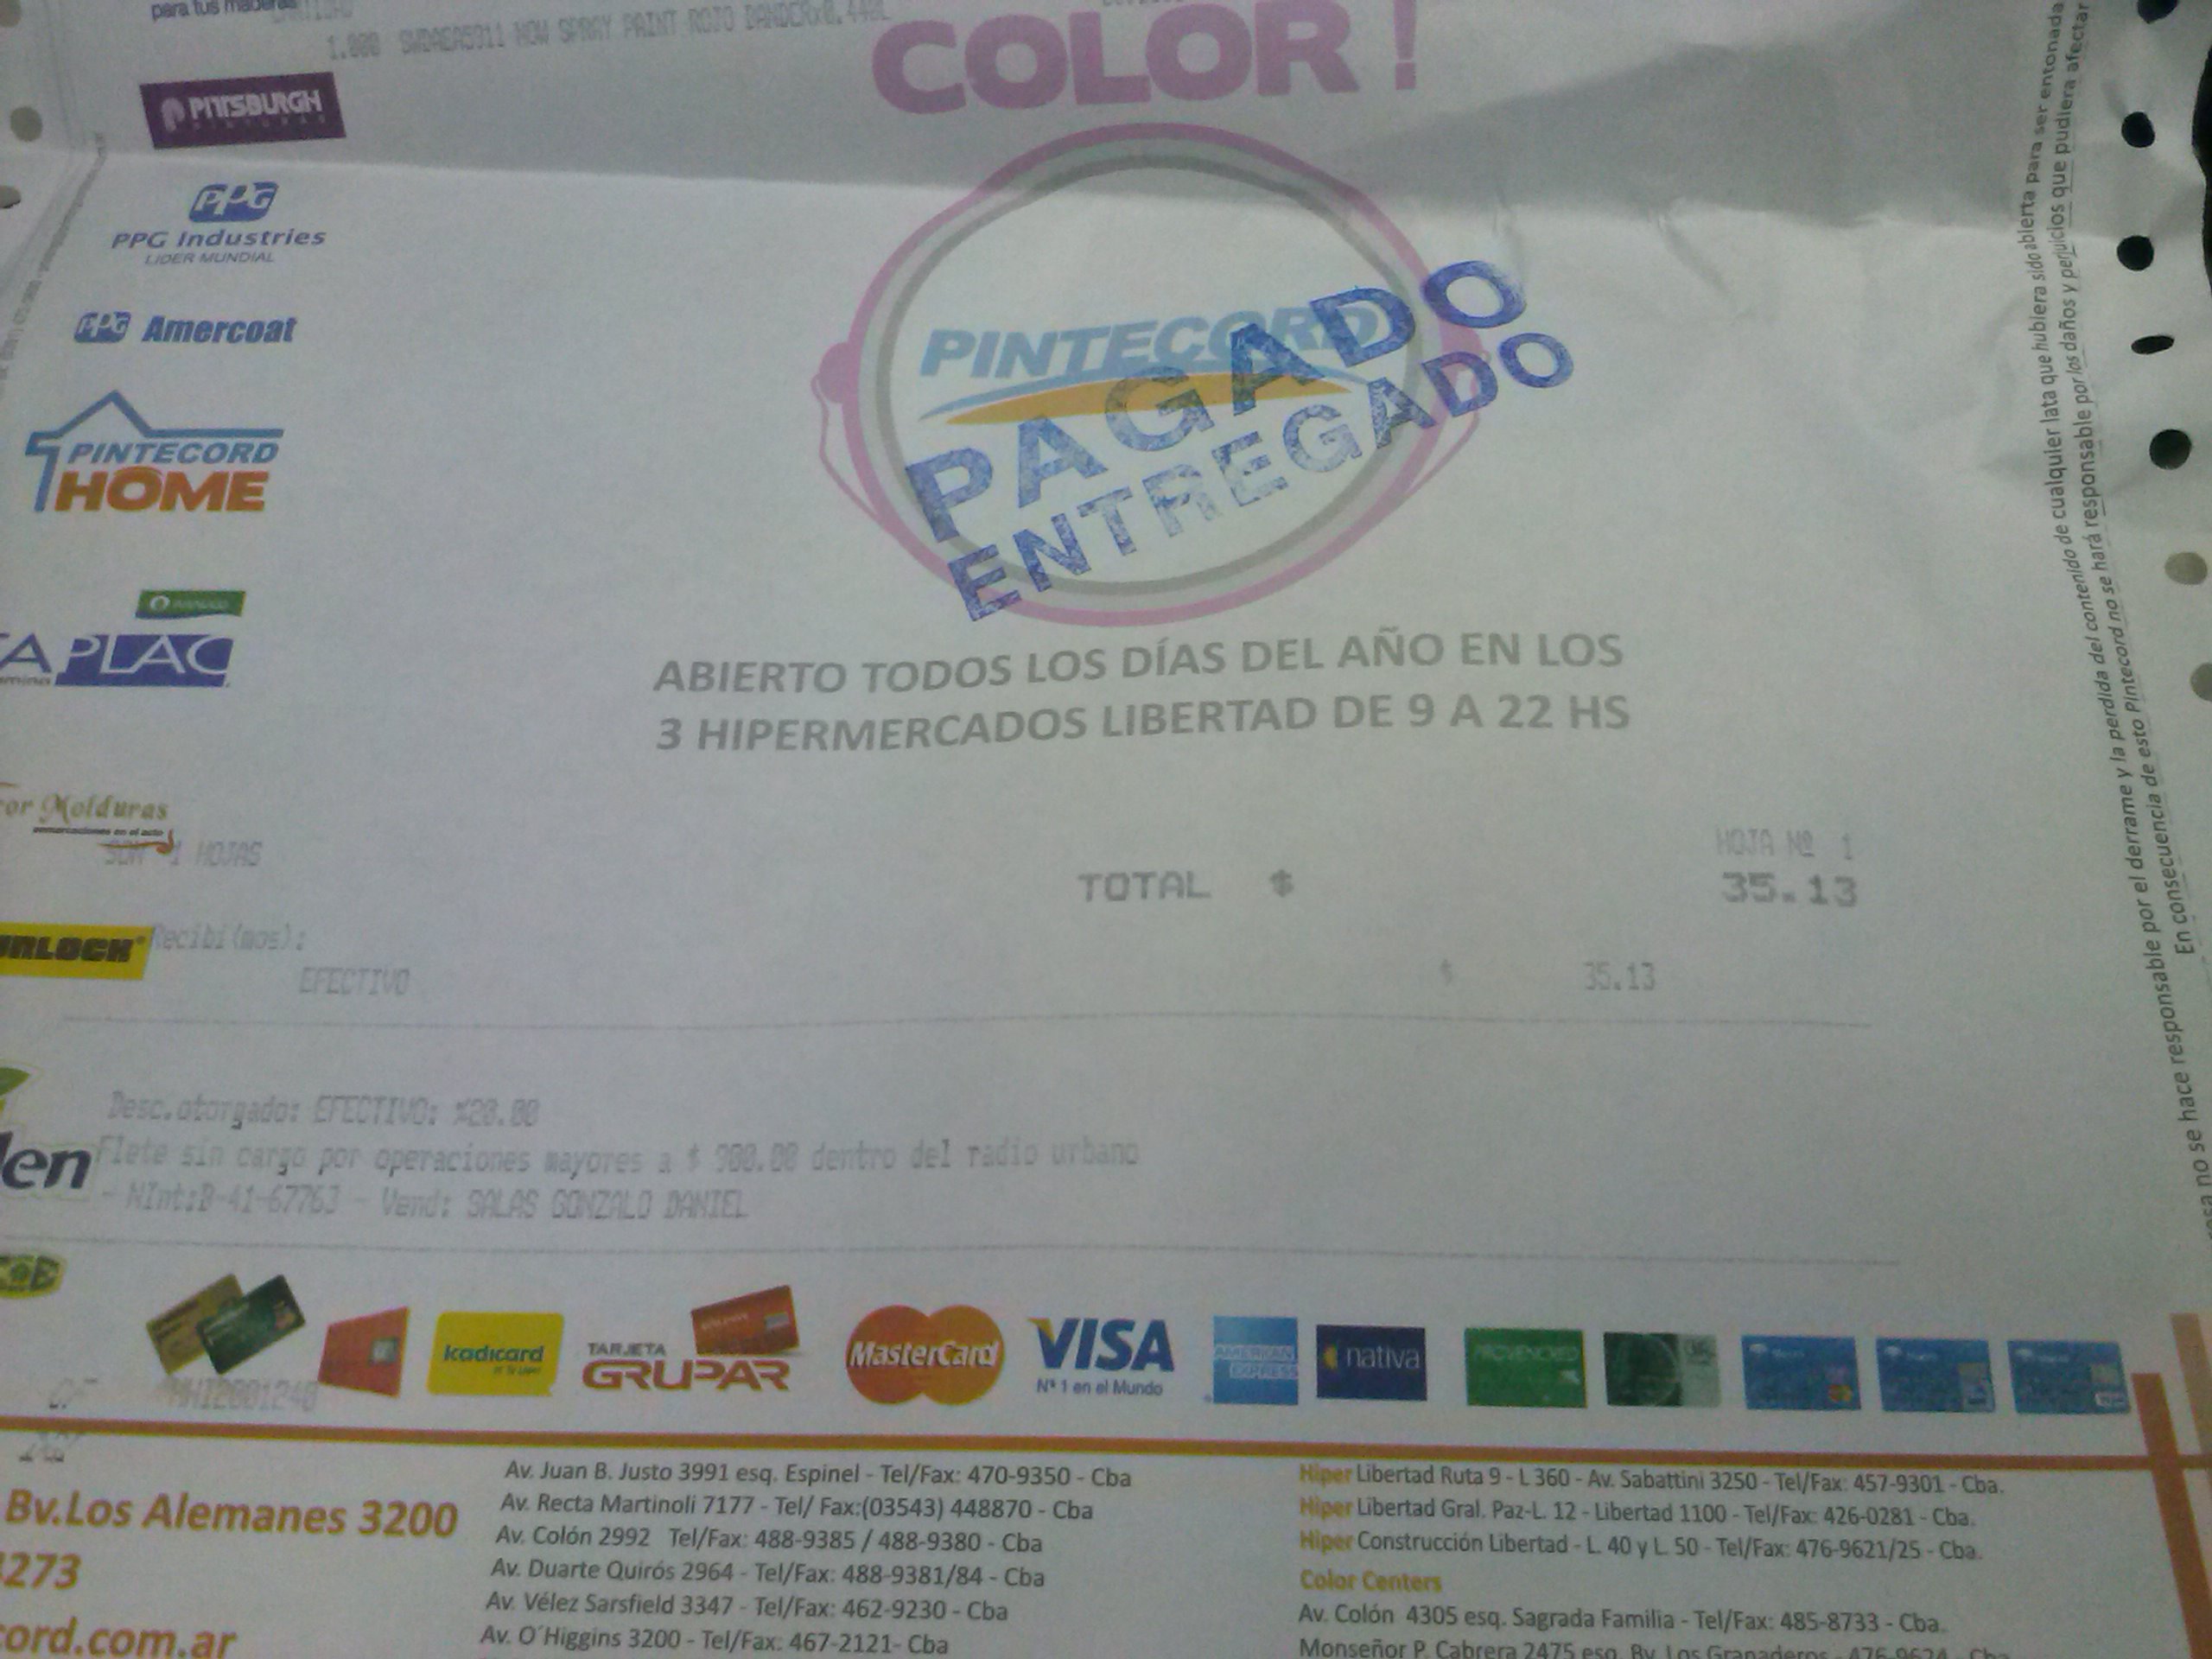 para tus maderas
1.000 SWDAEA5911 NOW SPRAY PAINT ROJO
COLOR!
PITTSBURGH
PPG
PPG Industries
LIDER MUNDIAL
PPG Amercoat
PINTECORD
HOME
PINTECORD
PAGADO
ENTREGADO
PLAC
ABIERTO TODOS LOS DÍAS DEL AÑO EN LOS
3 HIPERMERCADOS LIBERTAD DE 9 A 22 HS
or Molduras
enmarcaciones en el acto
SON 1 HOJAS
HOJA Nº 1
TOTAL $ 35.13
Recibi(mos):
EFECTIVO $ 35.13
Desc.otorgado: EFECTIVO: %20.00
Flete sin cargo por operaciones mayores a $ 900.00 dentro del radio urbano
- NInt:B-41-67763 - Vend: SALAS GONZALO DANIEL
en
kadicard
TARJETA
GRUPAR
MasterCard
VISA
Nº 1 en el Mundo
AMERICAN
EXPRESS
nativa
PROVENCRED
CF
Bv.Los Alemanes 3200
273
cord.com.ar
Av. Juan B. Justo 3991 esq. Espinel - Tel/Fax: 470-9350 - Cba
Av. Recta Martinoli 7177 - Tel/ Fax:(03543) 448870 - Cba
Av. Colón 2992 Tel/Fax: 488-9385 / 488-9380 - Cba
Av. Duarte Quirós 2964 - Tel/Fax: 488-9381/84 - Cba
Av. Vélez Sarsfield 3347 - Tel/Fax: 462-9230 - Cba
Av. O´Higgins 3200 - Tel/Fax: 467-2121- Cba
Hiper Libertad Ruta 9 - L 360 - Av. Sabattini 3250 - Tel/Fax: 457-9301 - Cba.
Hiper Libertad Gral. Paz-L. 12 - Libertad 1100 - Tel/Fax: 426-0281 - Cba.
Hiper Construcción Libertad - L. 40 y L. 50 - Tel/Fax: 476-9621/25 - Cba.
Color Centers
Av. Colón 4305 esq. Sagrada Familia - Tel/Fax: 485-8733 - Cba.
Monseñor P. Cabrera 2475 esq. Bv. Los Granaderos - 476-9624 - Cba
no se hace responsable por el derrame y la perdida del contenido de cualquier lata que hubiera sido abierta para ser entonada
En consecuencia de esto Pintecord no se hará responsable por los daños y perjuicios que pudiera afectar